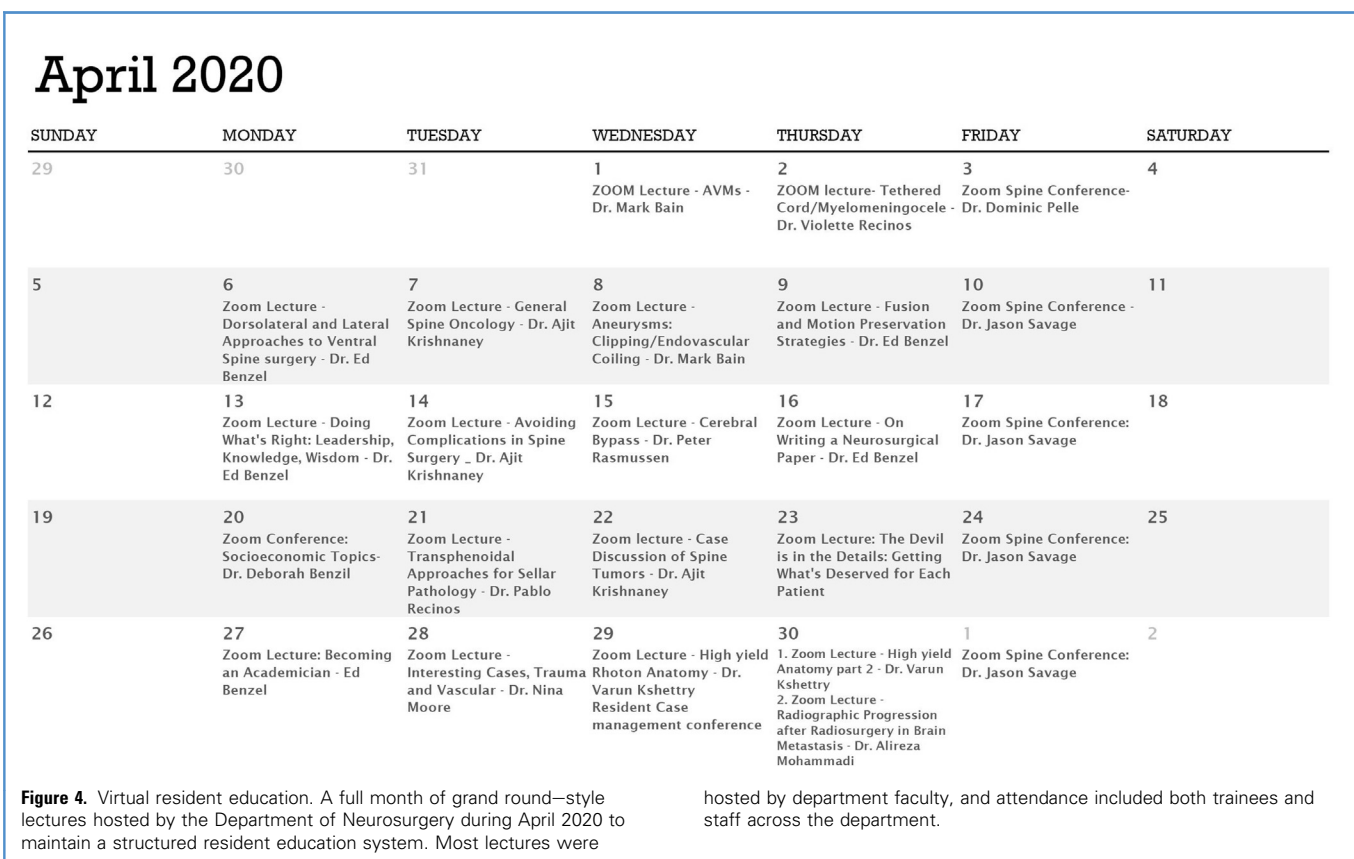 April 2020
SUNDAY MONDAY TUESDAY WEDNESDAY THURSDAY FRIDAY SATURDAY
29
30
31
1
ZOOM Lecture - AVMs -
Dr. Mark Bain
2
ZOOM lecture- Tethered
Cord/Myelomeningocele -
Dr. Violette Recinos
3
Zoom Spine Conference-
Dr. Dominic Pelle
4
5
6
Zoom Lecture -
Dorsolateral and Lateral
Approaches to Ventral
Spine surgery - Dr. Ed
Benzel
7
Zoom Lecture - General
Spine Oncology - Dr. Ajit
Krishnaney
8
Zoom Lecture -
Aneurysms:
Clipping/Endovascular
Coiling - Dr. Mark Bain
9
Zoom Lecture - Fusion
and Motion Preservation
Strategies - Dr. Ed Benzel
10
Zoom Spine Conference -
Dr. Jason Savage
11
12
13
Zoom Lecture - Doing
What's Right: Leadership,
Knowledge, Wisdom - Dr.
Ed Benzel
14
Zoom Lecture - Avoiding
Complications in Spine
Surgery _ Dr. Ajit
Krishnaney
15
Zoom Lecture - Cerebral
Bypass - Dr. Peter
Rasmussen
16
Zoom Lecture - On
Writing a Neurosurgical
Paper - Dr. Ed Benzel
17
Zoom Spine Conference:
Dr. Jason Savage
18
19
20
Zoom Conference:
Socioeconomic Topics-
Dr. Deborah Benzil
21
Zoom Lecture -
Transphenoidal
Approaches for Sellar
Pathology - Dr. Pablo
Recinos
22
Zoom lecture - Case
Discussion of Spine
Tumors - Dr. Ajit
Krishnaney
23
Zoom Lecture: The Devil
is in the Details: Getting
What's Deserved for Each
Patient
24
Zoom Spine Conference:
Dr. Jason Savage
25
26
27
Zoom Lecture: Becoming
an Academician - Ed
Benzel
28
Zoom Lecture -
Interesting Cases, Trauma
and Vascular - Dr. Nina
Moore
29
Zoom Lecture - High yield
Rhoton Anatomy - Dr.
Varun Kshettry
Resident Case
management conference
30
1. Zoom Lecture - High yield
Anatomy part 2 - Dr. Varun
Kshettry
2. Zoom Lecture -
Radiographic Progression
after Radiosurgery in Brain
Metastasis - Dr. Alireza
Mohammadi
1
Zoom Spine Conference:
Dr. Jason Savage
2
Figure 4. Virtual resident education. A full month of grand round–style
lectures hosted by the Department of Neurosurgery during April 2020 to
maintain a structured resident education system. Most lectures were
hosted by department faculty, and attendance included both trainees and
staff across the department.